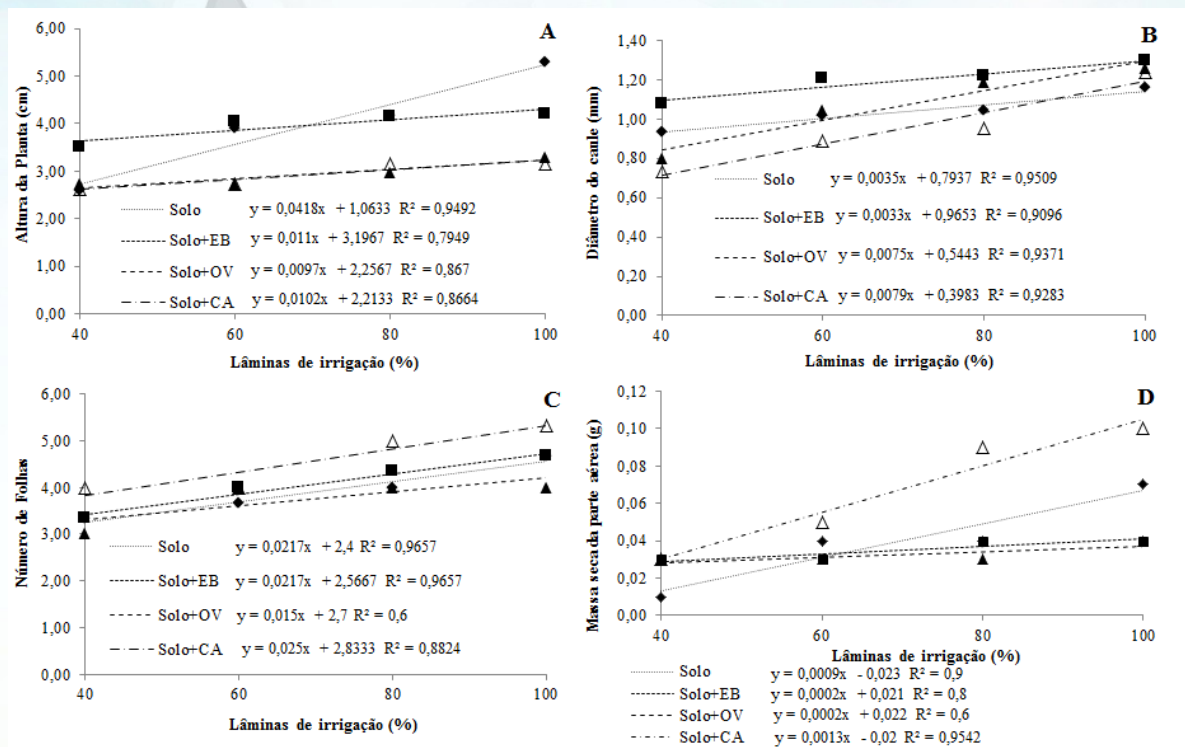 A
Altura da Planta (cm)
6,00
5,00
4,00
3,00
2,00
1,00
0,00
Solo y = 0,0418x + 1,0633 R² = 0,9492
Solo+EB y = 0,011x + 3,1967 R² = 0,7949
Solo+OV y = 0,0097x + 2,2567 R² = 0,867
Solo+CA y = 0,0102x + 2,2133 R² = 0,8664
40 60 80 100
Lâminas de irrigação (%)
B
Diâmetro do caule (mm)
1,40
1,20
1,00
0,80
0,60
0,40
0,20
0,00
Solo y = 0,0035x + 0,7937 R² = 0,9509
Solo+EB y = 0,0033x + 0,9653 R² = 0,9096
Solo+OV y = 0,0075x + 0,5443 R² = 0,9371
Solo+CA y = 0,0079x + 0,3983 R² = 0,9283
40 60 80 100
Lâminas de irrigação (%)
C
Número de Folhas
6,00
5,00
4,00
3,00
2,00
1,00
0,00
Solo y = 0,0217x + 2,4 R² = 0,9657
Solo+EB y = 0,0217x + 2,5667 R² = 0,9657
Solo+OV y = 0,015x + 2,7 R² = 0,6
Solo+CA y = 0,025x + 2,8333 R² = 0,8824
40 60 80 100
Lâminas de irrigação (%)
D
Massa seca da parte aérea (g)
0,12
0,10
0,08
0,06
0,04
0,02
0,00
40 60 80 100
Lâminas de irrigação (%)
Solo y = 0,0009x - 0,023 R² = 0,9
Solo+EB y = 0,0002x + 0,021 R² = 0,8
Solo+OV y = 0,0002x + 0,022 R² = 0,6
Solo+CA y = 0,0013x - 0,02 R² = 0,9542